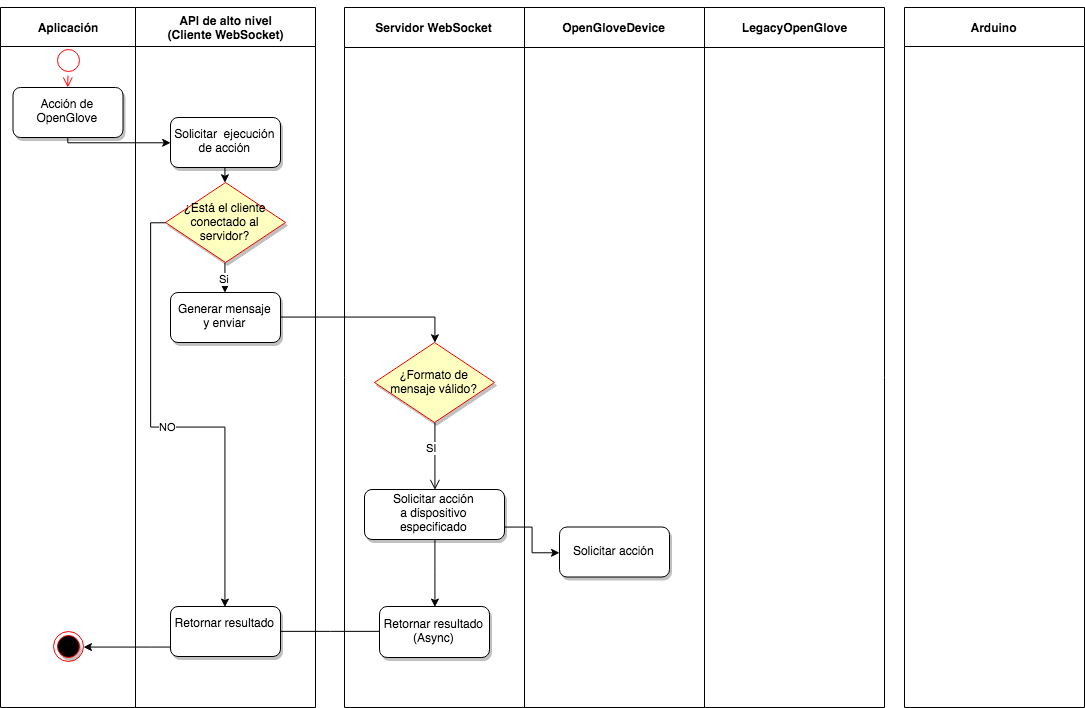 Aplicación
API de alto nivel
(Cliente WebSocket)
Servidor WebSocket
OpenGloveDevice
LegacyOpenGlove
Arduino
Acción de
OpenGlove
Solicitar ejecución
de acción
¿Está el cliente
conectado al
servidor?
Si
Generar mensaje
y enviar
¿Formato de
mensaje válido?
NO
SI
Solicitar acción
a dispositivo
especificado
Solicitar acción
Retornar resultado
Retornar resultado
(Async)